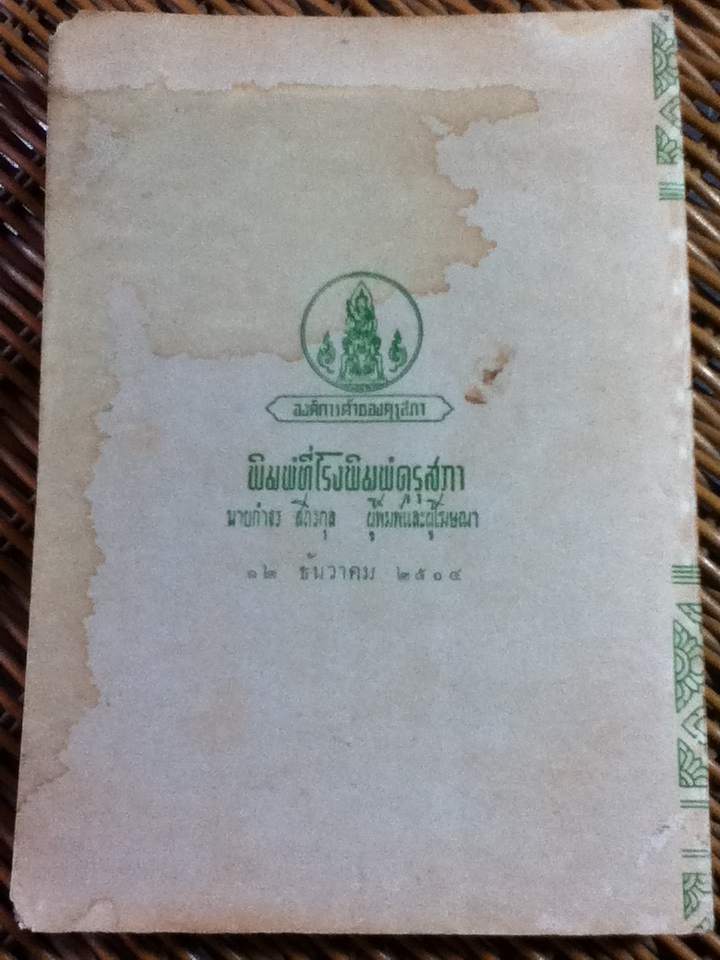 องค์การค้าของคุรุสภา
พิมพ์ที่โรงพิมพ์คุรุสภา
นายกำธร สถิรกุล ผู้พิมพ์และผู้โฆษณา
๑๒ ธันวาคม ๒๕๑๔